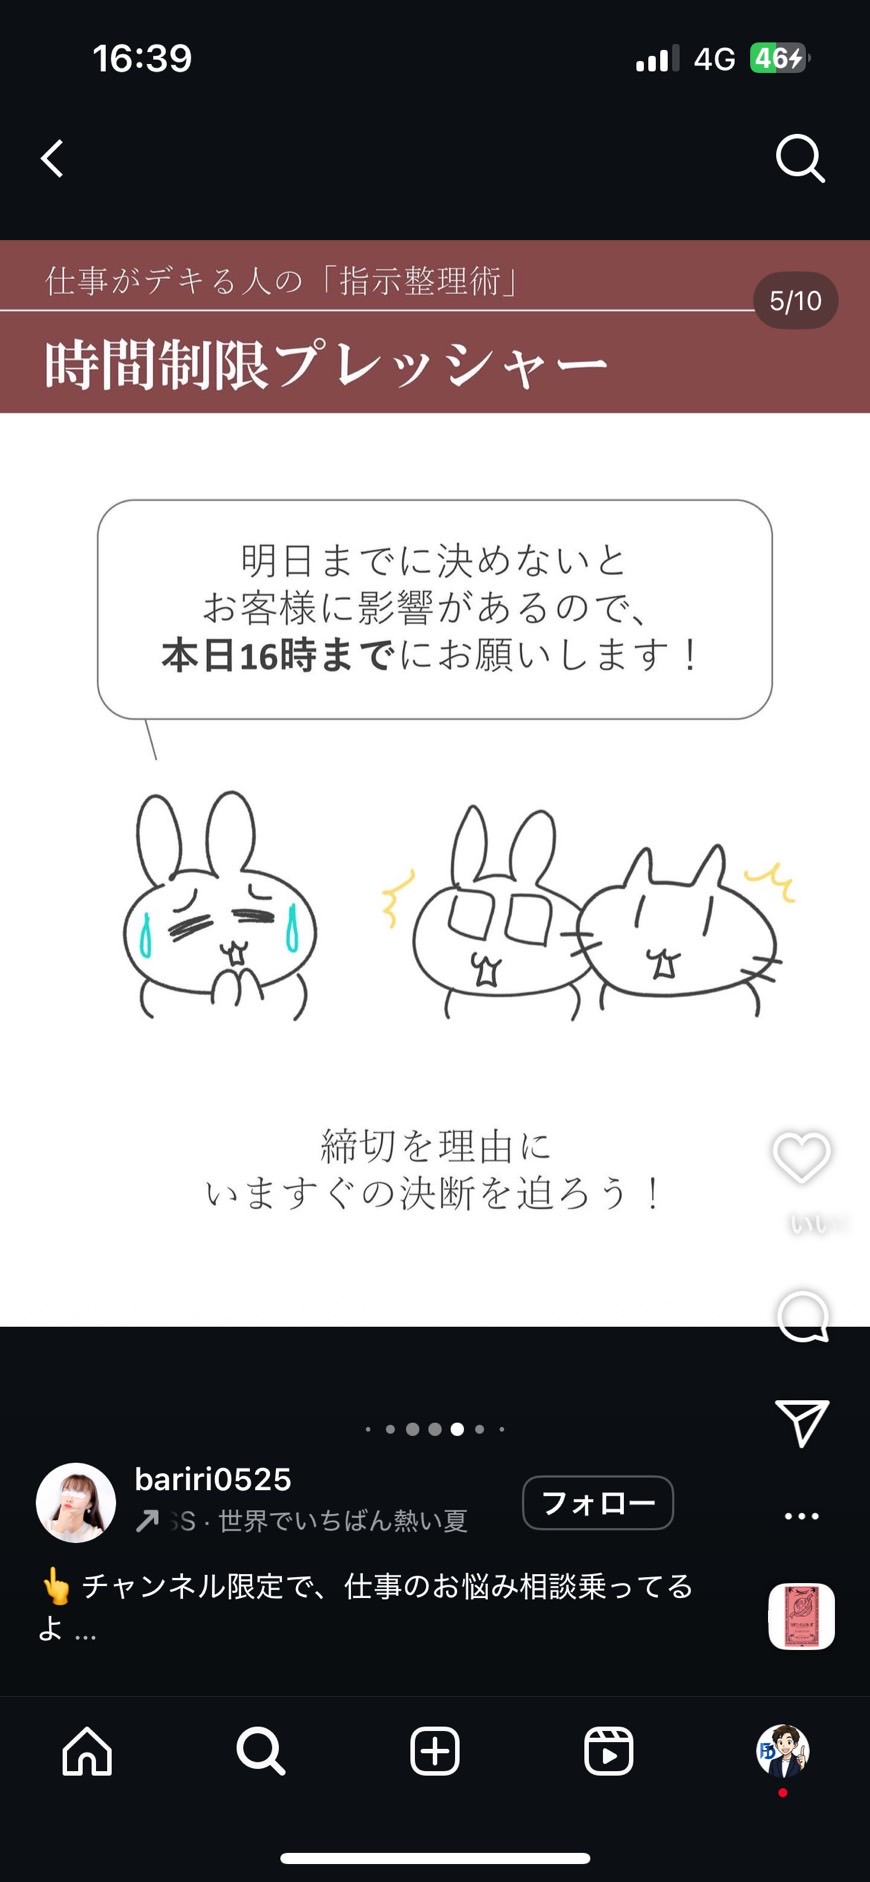 16:39
4G
46
仕事がデキる人の「指示整理術」
5/10
時間制限プレッシャー
明日までに決めないと
お客様に影響があるので、
本日16時までにお願いします！
締切を理由に
いますぐの決断を迫ろう！
いい
bariri0525
SS · 世界でいちばん熱い夏
フォロー
👆 チャンネル限定で、仕事のお悩み相談乗ってる
よ ...